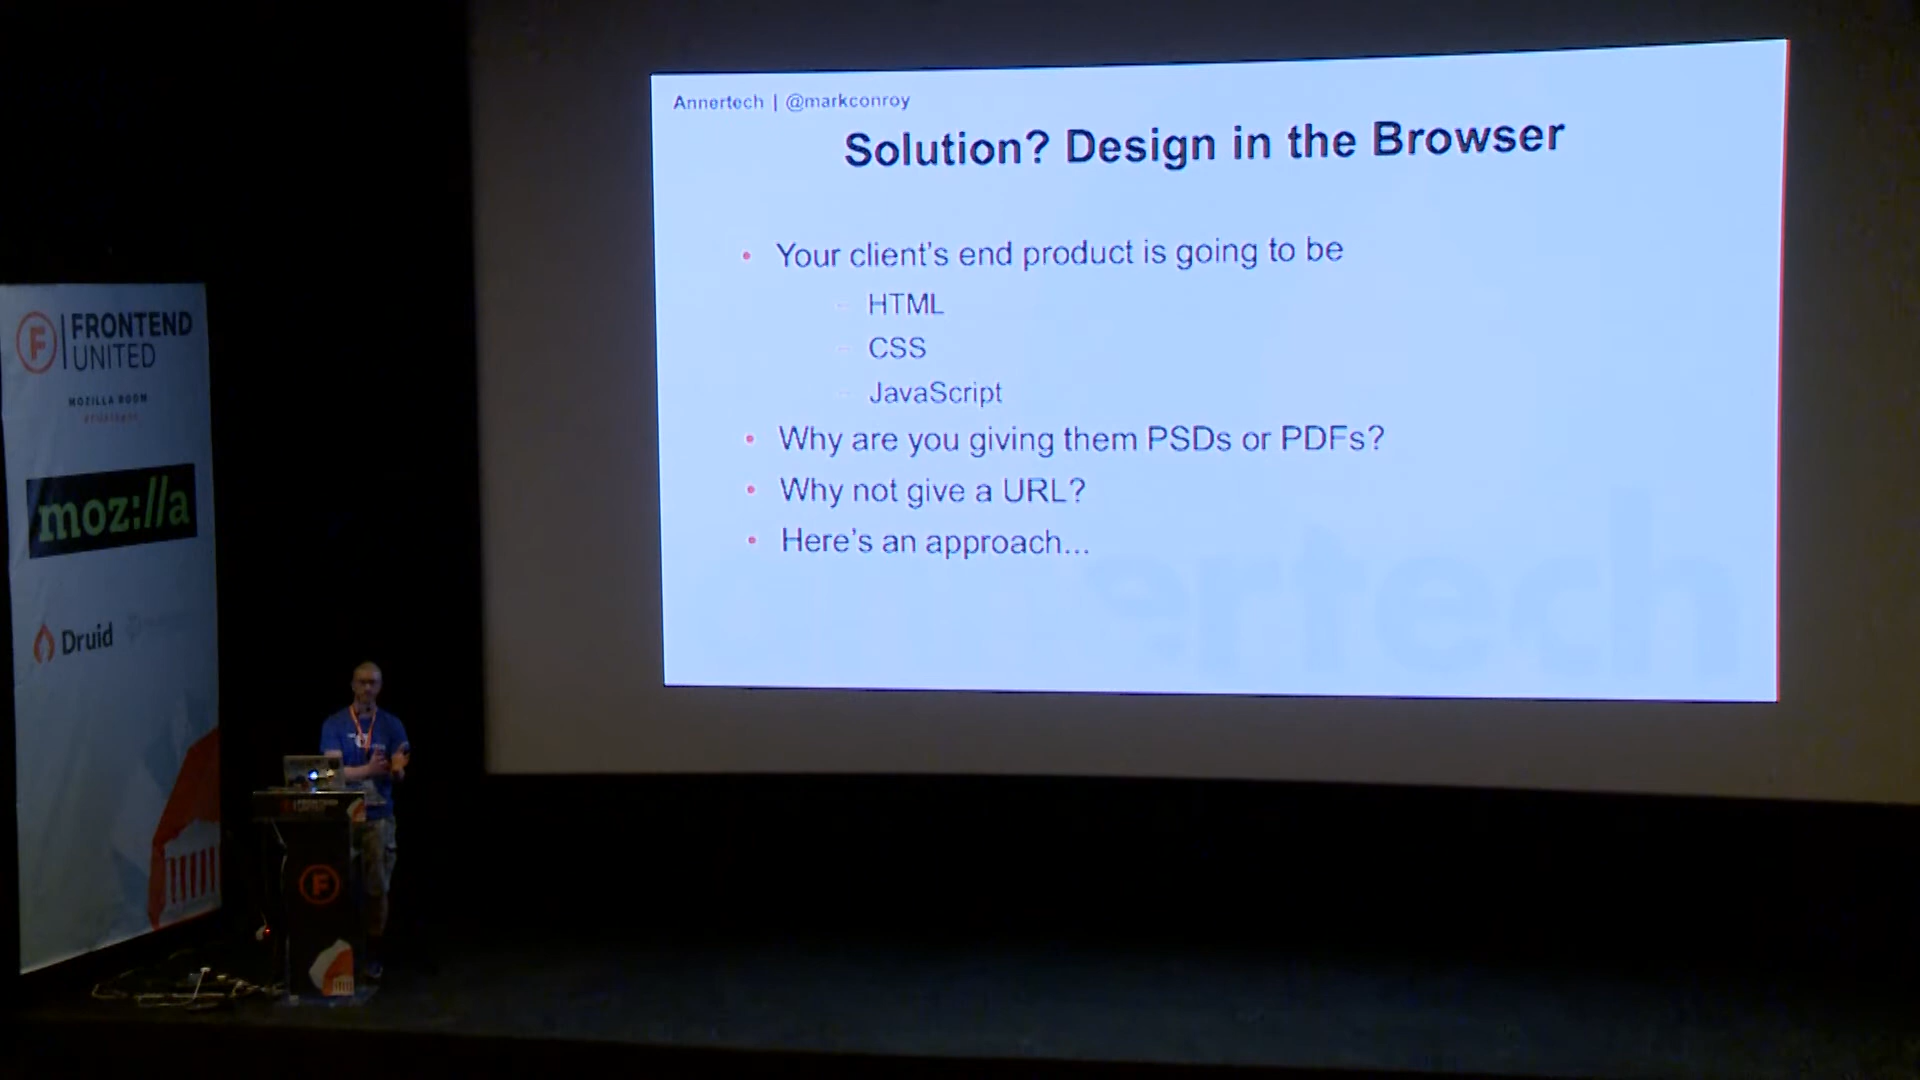 Annertech | @markconroy
Solution? Design in the Browser
• Your client's end product is going to be
– HTML
– CSS
– JavaScript
• Why are you giving them PSDs or PDFs?
• Why not give a URL?
• Here's an approach...
ertech
F FRONTEND
UNITED
MOZILLA ROOM
moz://a
Druid
F